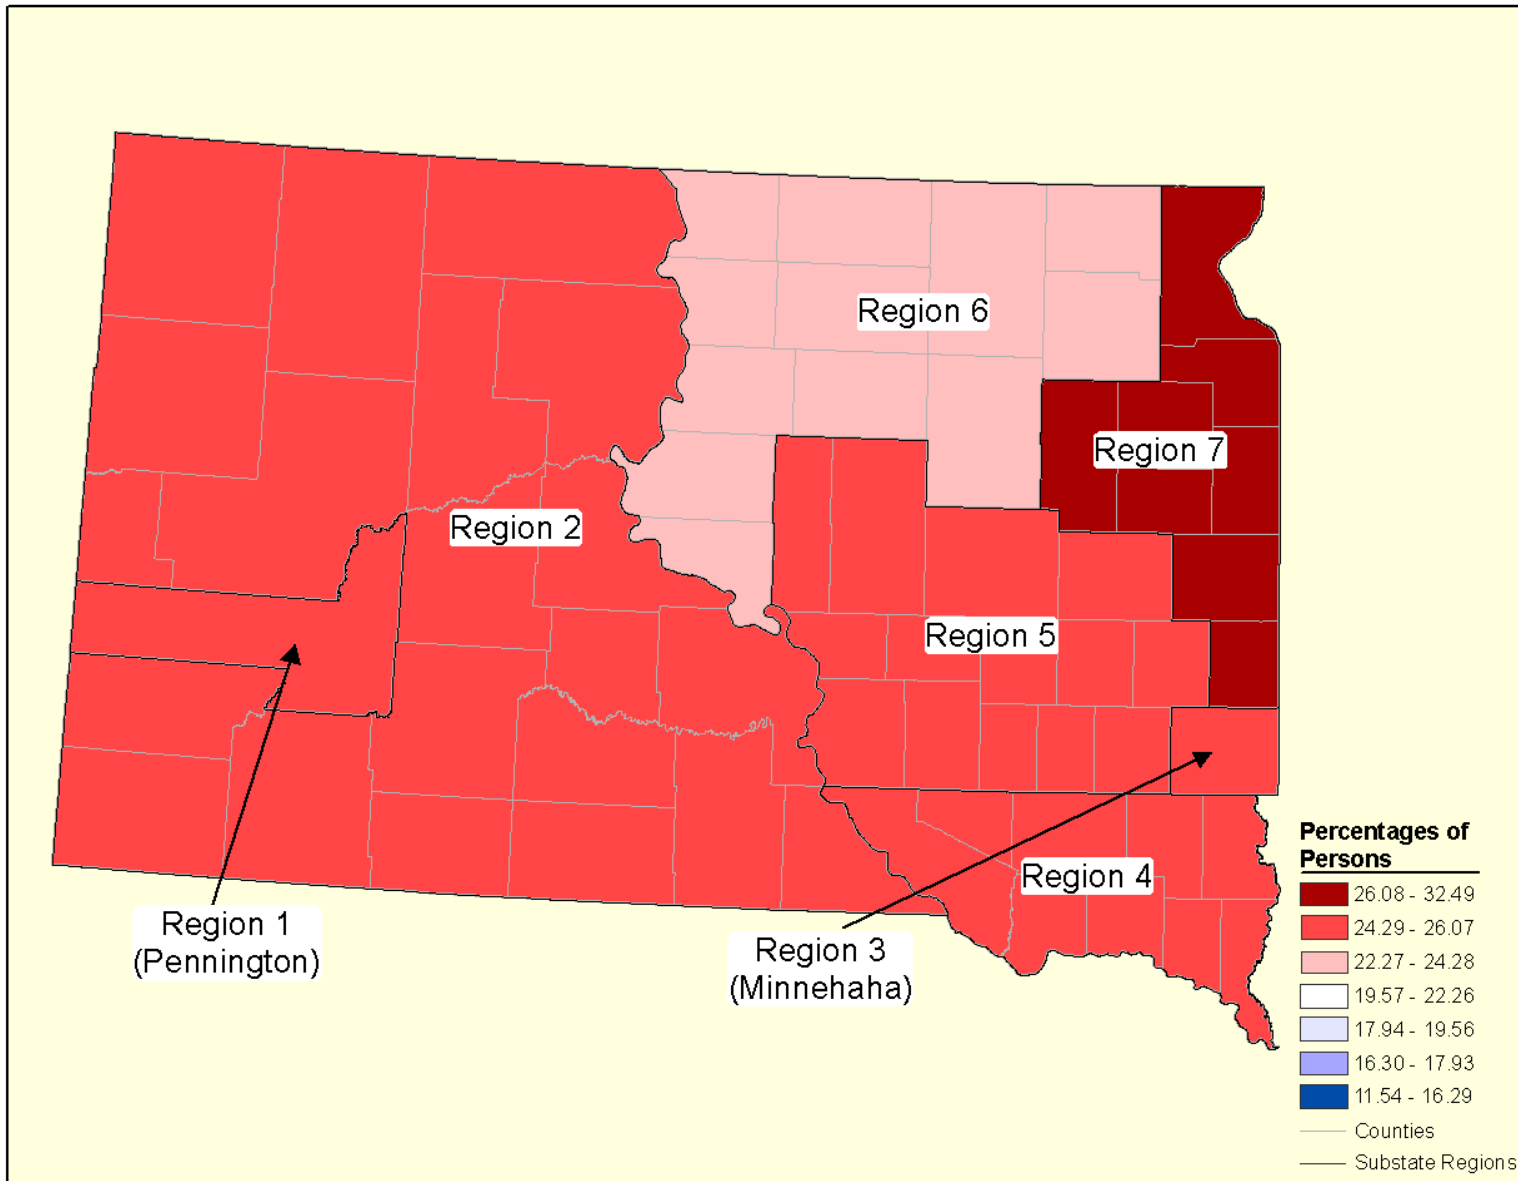 Region 6
Region 7
Region 2
Region 5
Region 4
Region 1
(Pennington)
Region 3
(Minnehaha)
Percentages of
Persons
26.08 - 32.49
24.29 - 26.07
22.27 - 24.28
19.57 - 22.26
17.94 - 19.56
16.30 - 17.93
11.54 - 16.29
Counties
Substate Regions